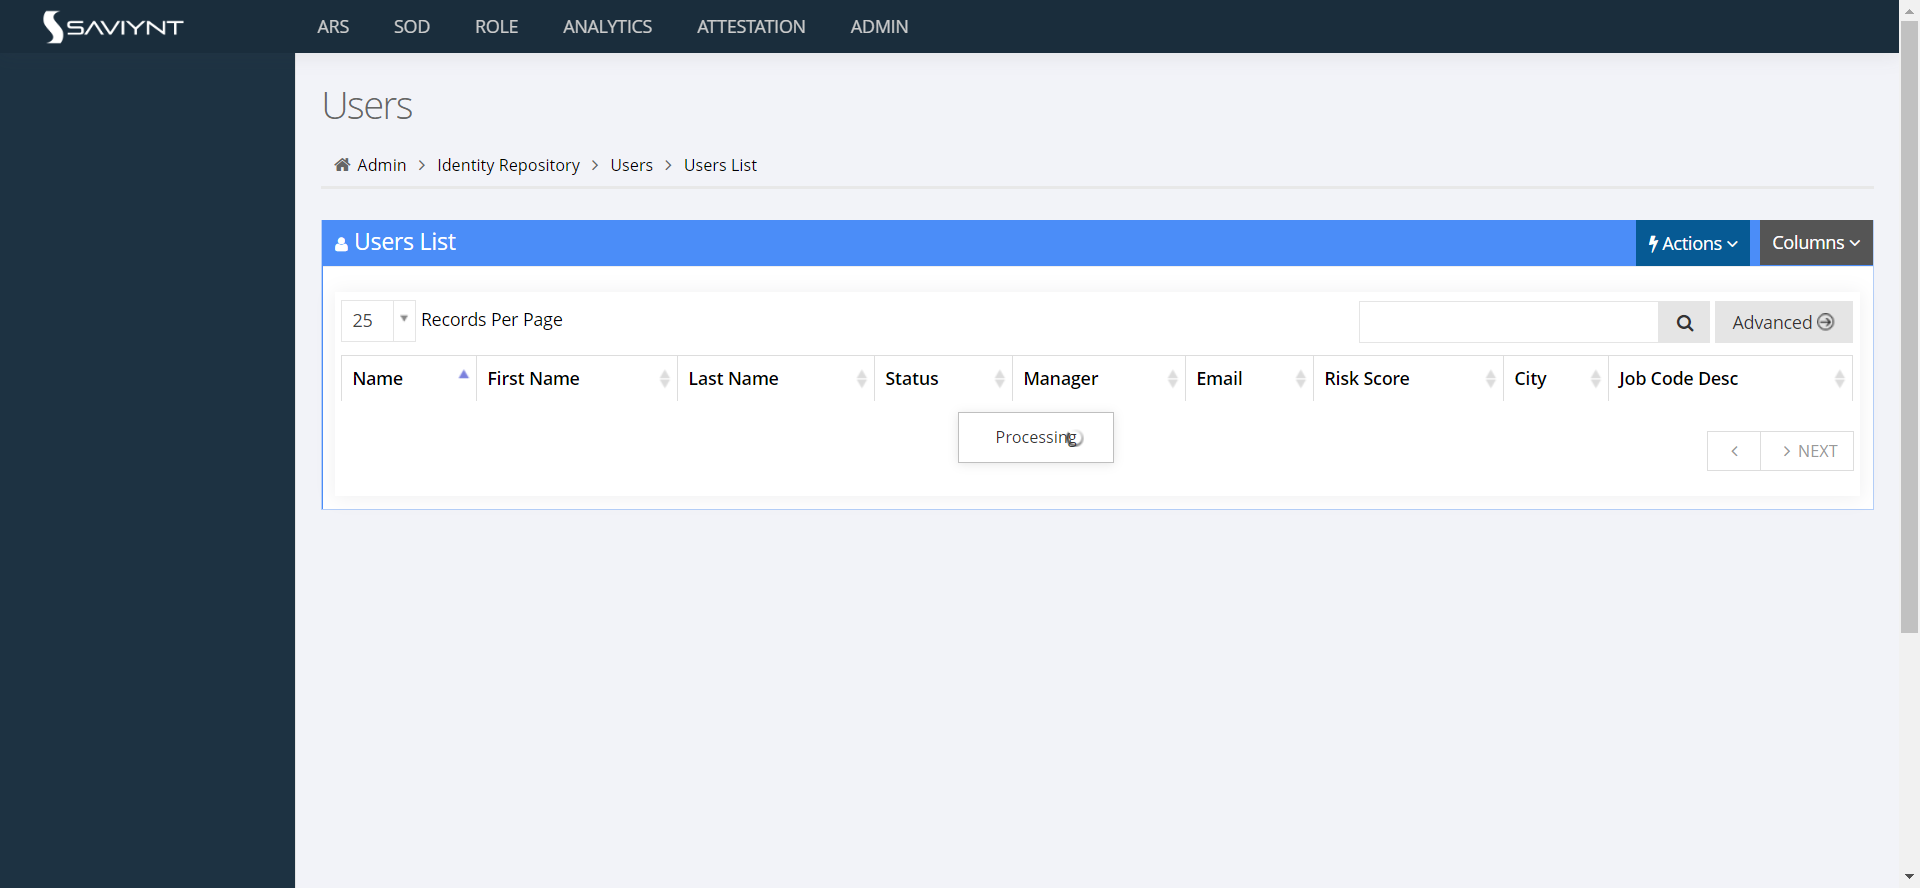 SAVIYNT
ARS SOD ROLE ANALYTICS ATTESTATION ADMIN
Users
Admin > Identity Repository > Users > Users List
Users List
Actions
Columns
25 Records Per Page
Advanced
Name First Name Last Name Status Manager Email Risk Score City Job Code Desc
Processing
< > NEXT